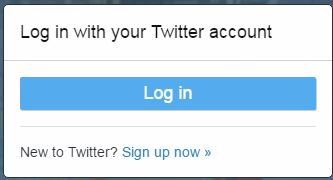 Log in with your Twitter account
Log in
New to Twitter? Sign up now »